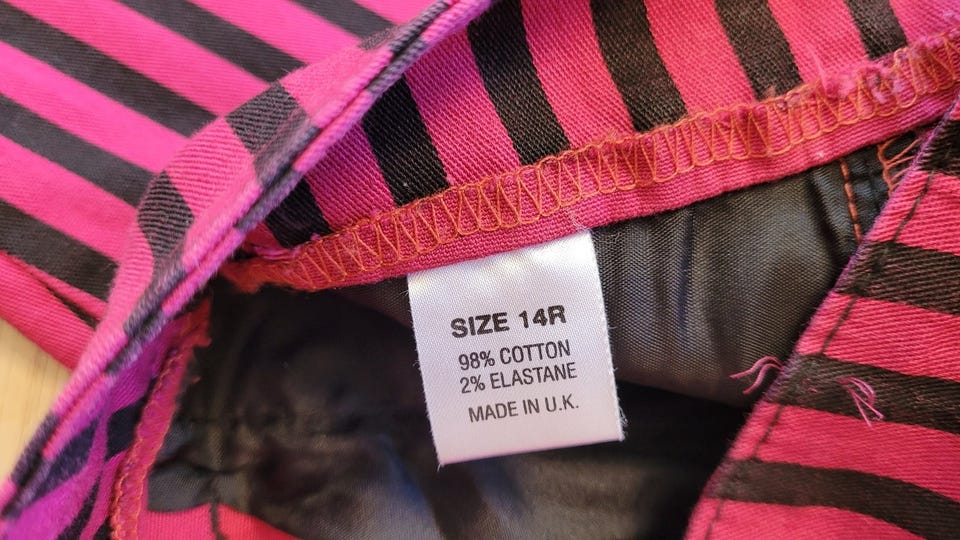 SIZE 14R
98% COTTON
2% ELASTANE
MADE IN U.K.